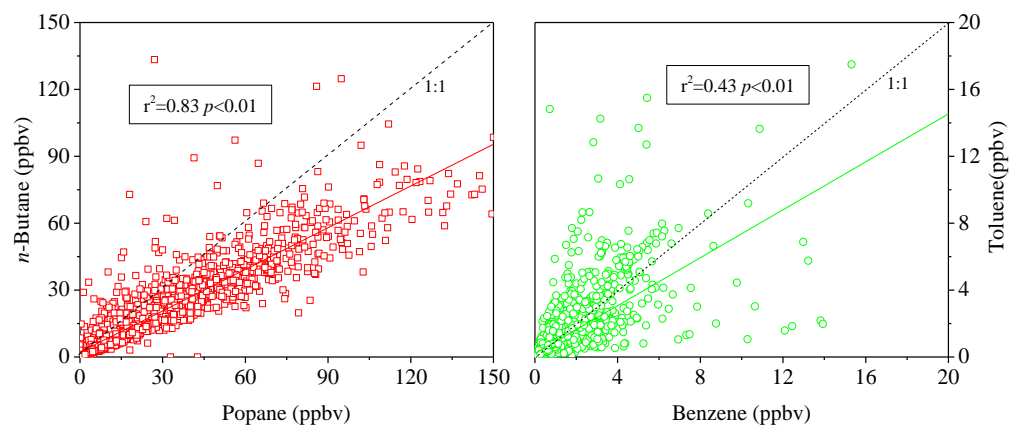 150
120
90
60
30
0
n-Butane (ppbv)
r²=0.83 p<0.01
1:1
0 30 60 90 120 150
Popane (ppbv)
r²=0.43 p<0.01
1:1
20
16
12
8
4
0
Toluene(ppbv)
0 4 8 12 16 20
Benzene (ppbv)